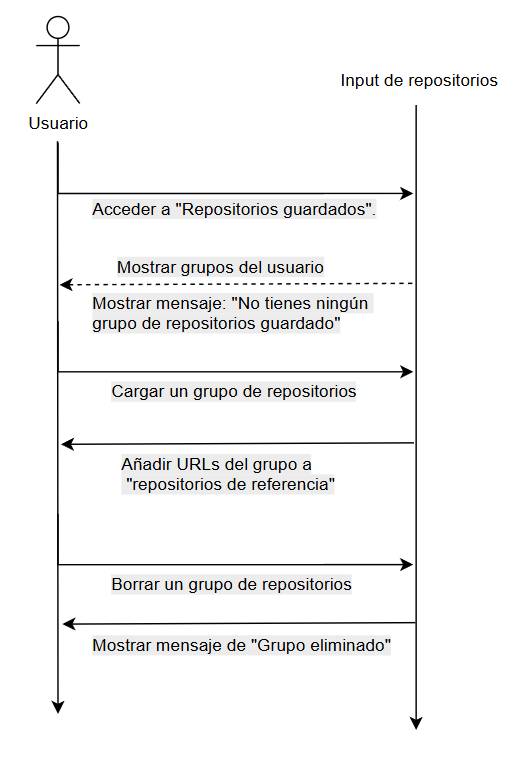 Input de repositorios
Usuario
Acceder a "Repositorios guardados".
Mostrar grupos del usuario
Mostrar mensaje: "No tienes ningún
grupo de repositorios guardado"
Cargar un grupo de repositorios
Añadir URLs del grupo a
"repositorios de referencia"
Borrar un grupo de repositorios
Mostrar mensaje de "Grupo eliminado"